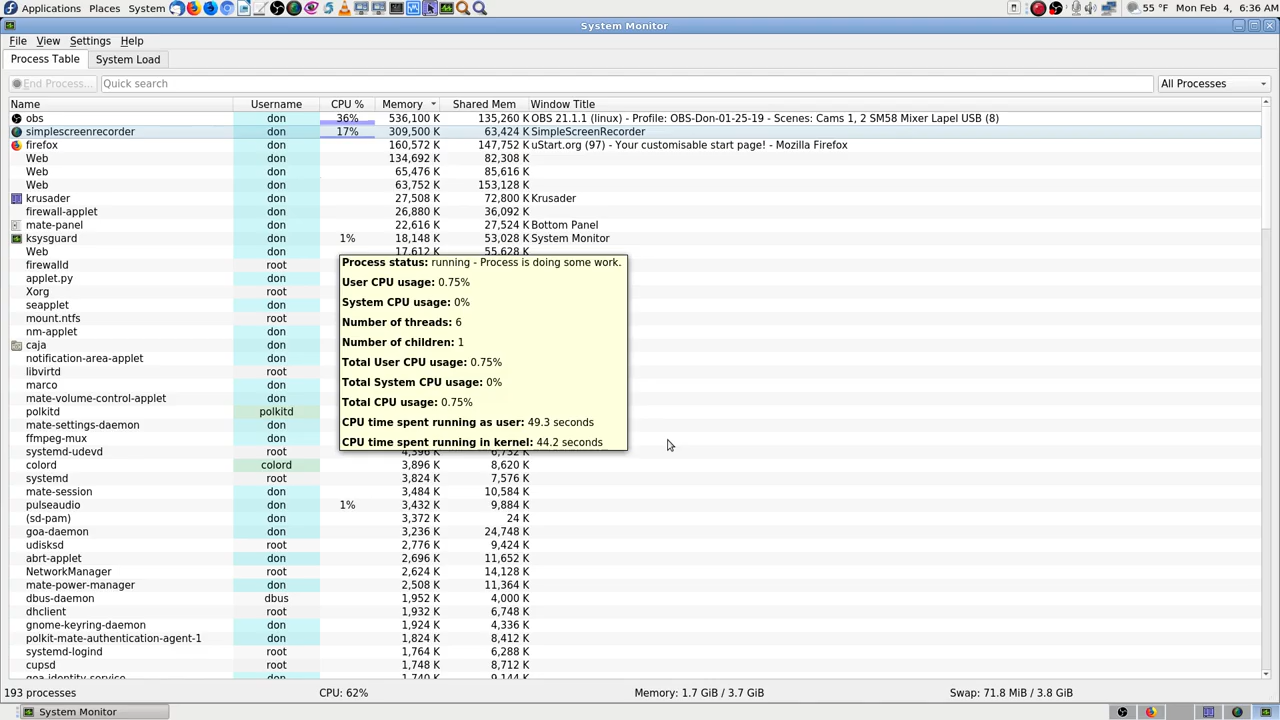 Applications Places System 55 °F Mon Feb 4, 6:36 AM
System Monitor
File View Settings Help
Process Table System Load
End Process... Quick search All Processes
Name Username CPU % Memory Shared Mem Window Title
obs don 36% 536,100 K 135,260 K OBS 21.1.1 (linux) - Profile: OBS-Don-01-25-19 - Scenes: Cams 1, 2 SM58 Mixer Lapel USB (8)
simplescreenrecorder don 17% 309,500 K 63,424 K SimpleScreenRecorder
firefox don 160,572 K 147,752 K uStart.org (97) - Your customisable start page! - Mozilla Firefox
Web don 134,692 K 82,308 K
Web don 65,476 K 85,616 K
Web don 63,752 K 153,128 K
krusader don 27,508 K 72,800 K Krusader
firewall-applet don 26,880 K 36,092 K
mate-panel don 22,616 K 27,524 K Bottom Panel
ksysguard don 1% 18,148 K 53,028 K System Monitor
Web don 17,612 K 55,628 K
firewalld root
applet.py don
Xorg root
seapplet don
mount.ntfs root
nm-applet don
caja don
notification-area-applet don
libvirtd root
marco don
mate-volume-control-applet don
polkitd polkitd
mate-settings-daemon don
ffmpeg-mux don
Process status: running - Process is doing some work.
User CPU usage: 0.75%
System CPU usage: 0%
Number of threads: 6
Number of children: 1
Total User CPU usage: 0.75%
Total System CPU usage: 0%
Total CPU usage: 0.75%
CPU time spent running as user: 49.3 seconds
CPU time spent running in kernel: 44.2 seconds
systemd-udevd root 4,396 K 6,732 K
colord colord 3,896 K 8,620 K
systemd root 3,824 K 7,576 K
mate-session don 3,484 K 10,584 K
pulseaudio don 1% 3,432 K 9,884 K
(sd-pam) don 3,372 K 24 K
goa-daemon don 3,236 K 24,748 K
udisksd root 2,776 K 9,424 K
abrt-applet don 2,696 K 11,652 K
NetworkManager root 2,624 K 14,128 K
mate-power-manager don 2,508 K 11,364 K
dbus-daemon dbus 1,952 K 4,000 K
dhclient root 1,932 K 6,748 K
gnome-keyring-daemon don 1,924 K 4,336 K
polkit-mate-authentication-agent-1 don 1,824 K 8,412 K
systemd-logind root 1,764 K 6,288 K
cupsd root 1,748 K 8,712 K
goa-identity-service don 1,740 K 9,144 K
193 processes CPU: 62% Memory: 1.7 GiB / 3.7 GiB Swap: 71.8 MiB / 3.8 GiB
System Monitor